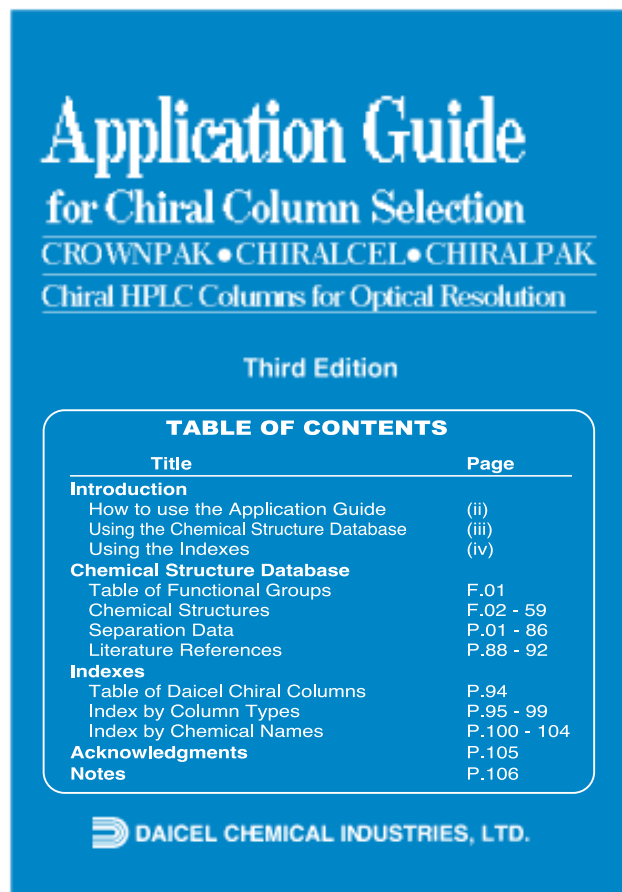 Application Guide
for Chiral Column Selection
CROWNPAK●CHIRALCEL●CHIRALPAK
Chiral HPLC Columns for Optical Resolution
Third Edition
TABLE OF CONTENTS
Title Page
Introduction
How to use the Application Guide (ii)
Using the Chemical Structure Database (iii)
Using the Indexes (iv)
Chemical Structure Database
Table of Functional Groups F.01
Chemical Structures F.02 - 59
Separation Data P.01 - 86
Literature References P.88 - 92
Indexes
Table of Daicel Chiral Columns P.94
Index by Column Types P.95 - 99
Index by Chemical Names P.100 - 104
Acknowledgments P.105
Notes P.106
DAICEL CHEMICAL INDUSTRIES, LTD.